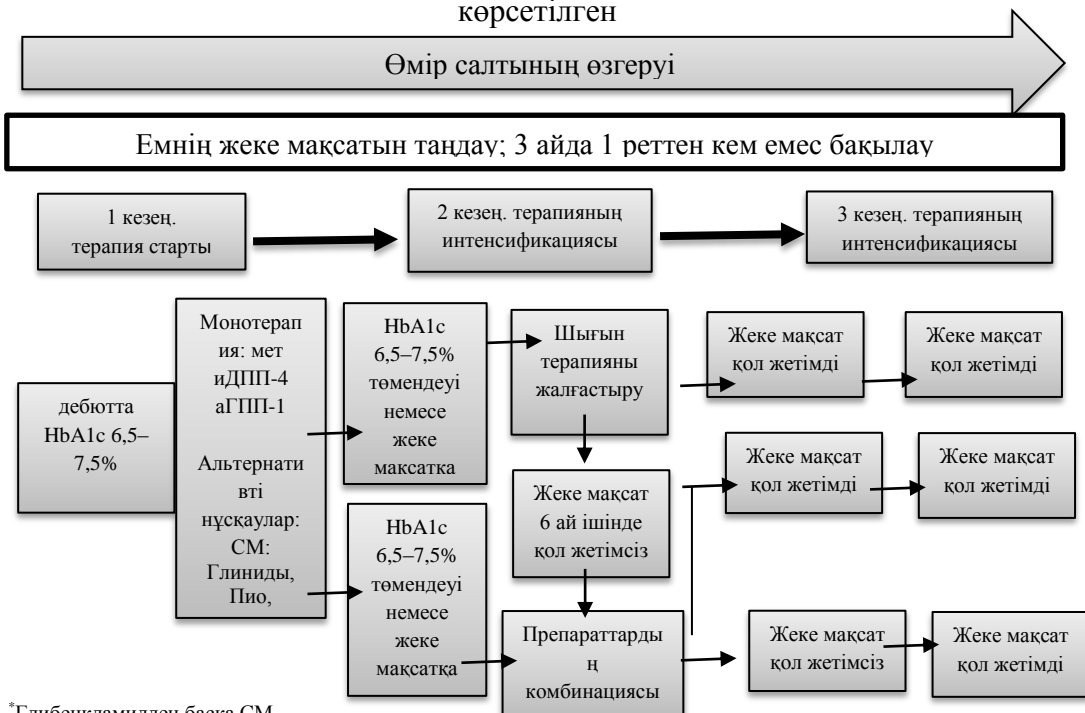 көрсетілген
Өмір салтының өзгеруі
Емнің жеке мақсатын таңдау; 3 айда 1 реттен кем емес бақылау
1 кезең.
терапия старты
2 кезең. терапияның
интенсификациясы
3 кезең. терапияның
интенсификациясы
дебютта
HbA1c 6,5–
7,5%
Монотерап
ия: мет
иДПП-4
аГПП-1
Альтернати
вті
нұсқаулар:
СМ:
Глиниды,
Пио,
HbA1c
6,5–7,5%
төмендеуі
немесе
жеке
максатка
HbA1c
6,5–7,5%
төмендеуі
немесе
жеке
мақсатқа
Шығын
терапияны
жалғастыру
Жеке мақсат
6 ай ішінде
қол жетімсіз
Препараттарды
ң
комбинациясы
Жеке мақсат
қол жетімді
Жеке мақсат
қол жетімді
Жеке мақсат
қол жетімді
Жеке мақсат
қол жетімді
Жеке мақсат
қол жетімсіз
Жеке мақсат
қол жетімді
*Глибенкламидден басқа СМ